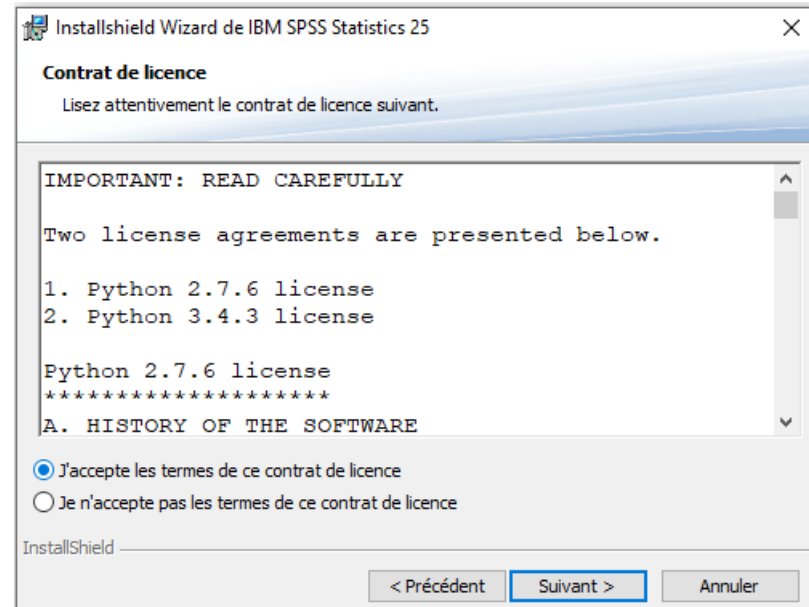 Installshield Wizard de IBM SPSS Statistics 25
Contrat de licence
Lisez attentivement le contrat de licence suivant.
IMPORTANT: READ CAREFULLY
Two license agreements are presented below.
1. Python 2.7.6 license
2. Python 3.4.3 license
Python 2.7.6 license
*********************
A. HISTORY OF THE SOFTWARE
J'accepte les termes de ce contrat de licence
Je n'accepte pas les termes de ce contrat de licence
InstallShield
< Précédent
Suivant >
Annuler